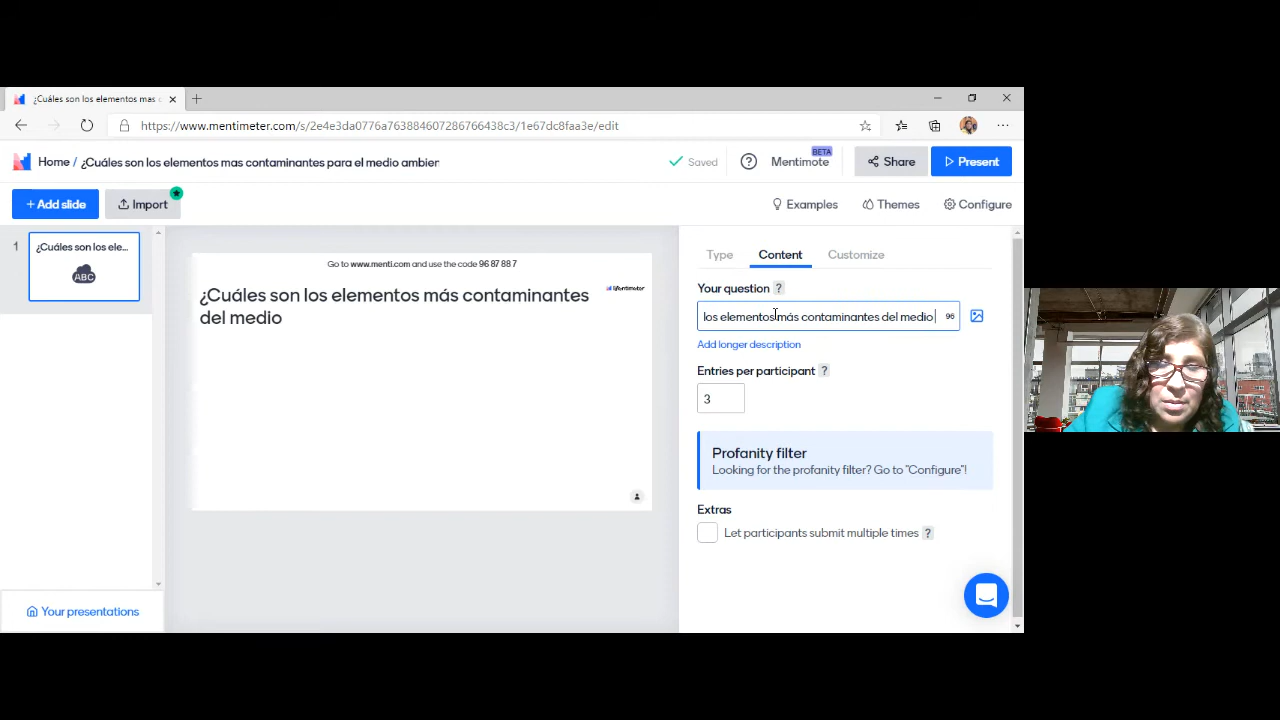 ¿Cuáles son los elementos mas c
https://www.mentimeter.com/s/2e4e3da0776a763884607286766438c3/1e67dc8faa3e/edit
Home / ¿Cuáles son los elementos mas contaminantes para el medio ambien
Saved
Mentimote
BETA
Share
Present
+ Add slide
Import
Examples
Themes
Configure
1
¿Cuáles son los ele...
ABC
Go to www.menti.com and use the code 96 87 88 7
¿Cuáles son los elementos más contaminantes
del medio
Mentimeter
Type
Content
Customize
Your question ?
los elementos más contaminantes del medio
96
Add longer description
Entries per participant ?
3
Profanity filter
Looking for the profanity filter? Go to "Configure"!
Extras
Let participants submit multiple times ?
Your presentations